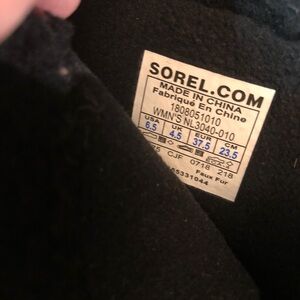 SOREL.COM
MADE IN CHINA
Fabriqué En Chine
1808051010
WMN'S NL3040-010
USA UK EUR CM
6.5 4.5 37.5 23.5
CJF 0718 218
Faux Fur